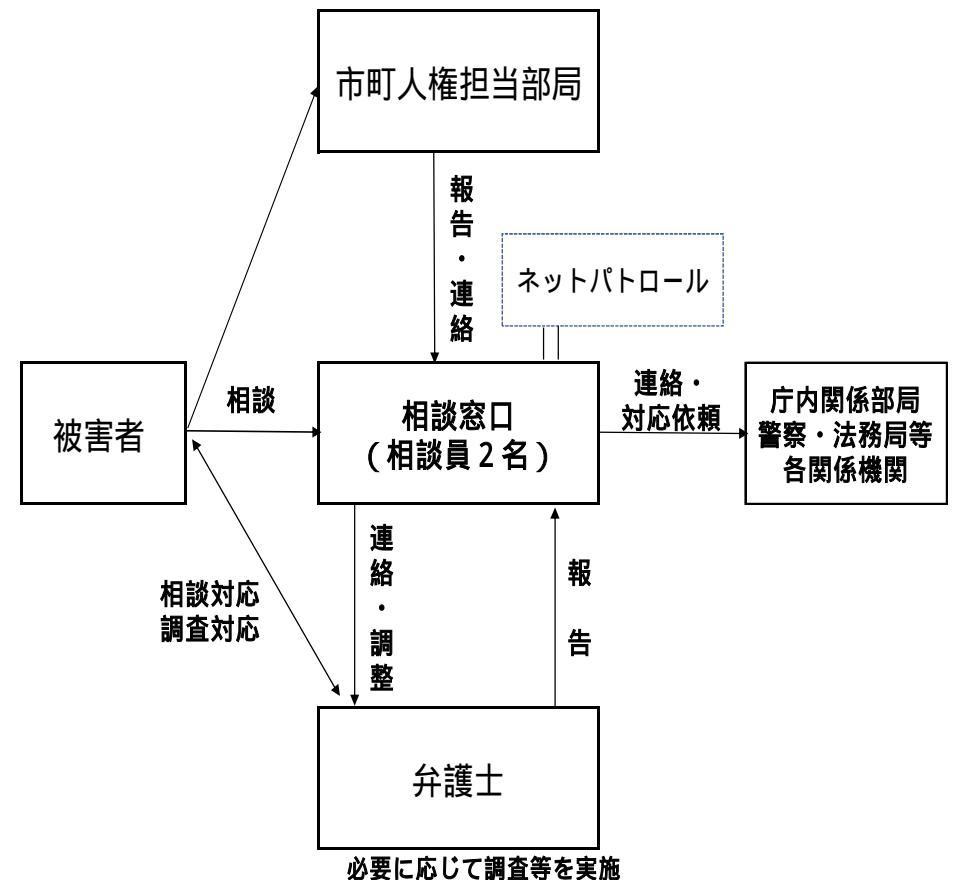 市町人権担当部局
報告・連絡
ネットパトロール
被害者
相談
相談窓口
（相談員２名）
連絡・
対応依頼
庁内関係部局
警察・法務局等
各関係機関
相談対応
調査対応
連絡・調整
報　告
弁護士
必要に応じて調査等を実施